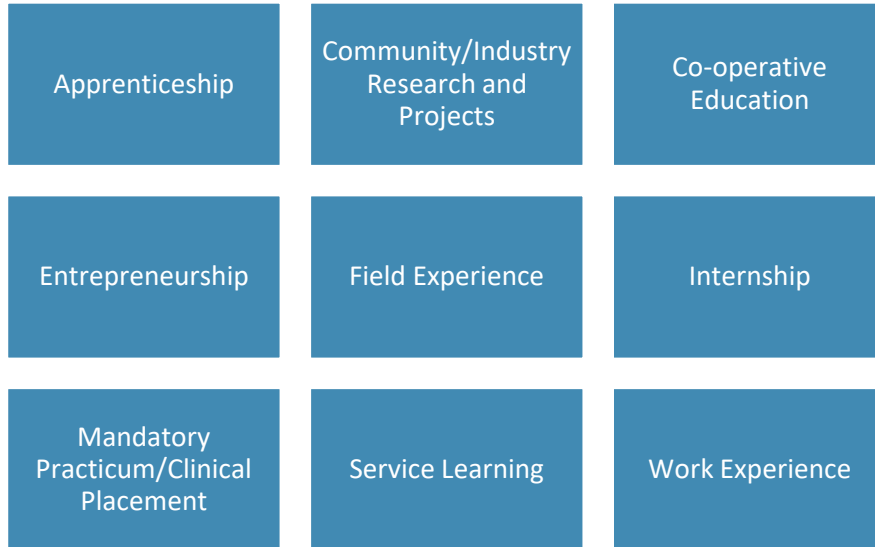 Apprenticeship
Community/Industry
Research and
Projects
Co-operative
Education
Entrepreneurship
Field Experience
Internship
Mandatory
Practicum/Clinical
Placement
Service Learning
Work Experience